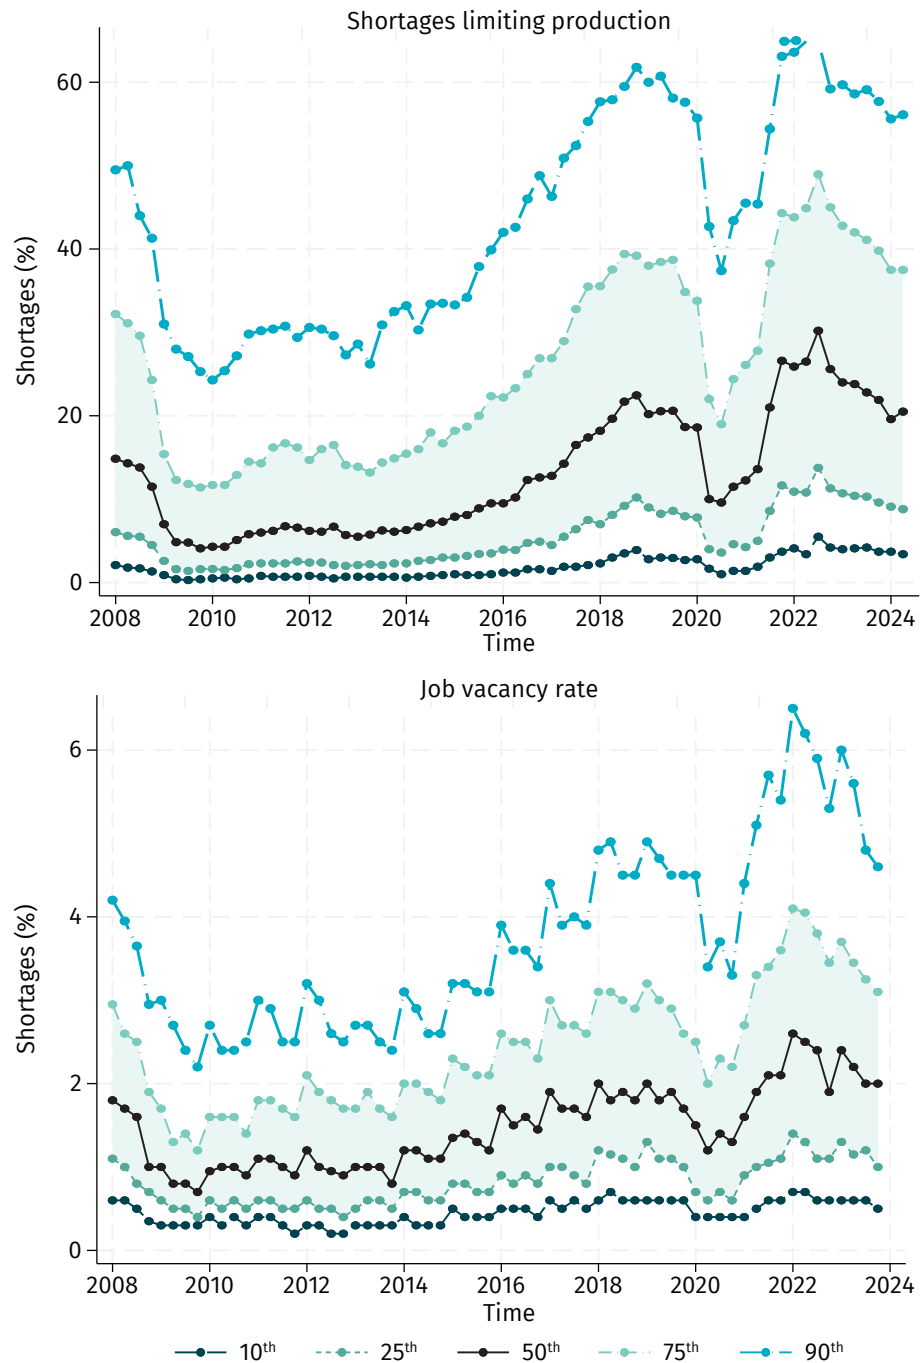 Shortages limiting production
Shortages (%)
60
40
20
0
2008 2010 2012 2014 2016 2018 2020 2022 2024
Time
Job vacancy rate
Shortages (%)
6
4
2
0
2008 2010 2012 2014 2016 2018 2020 2022 2024
Time
10th 25th 50th 75th 90th